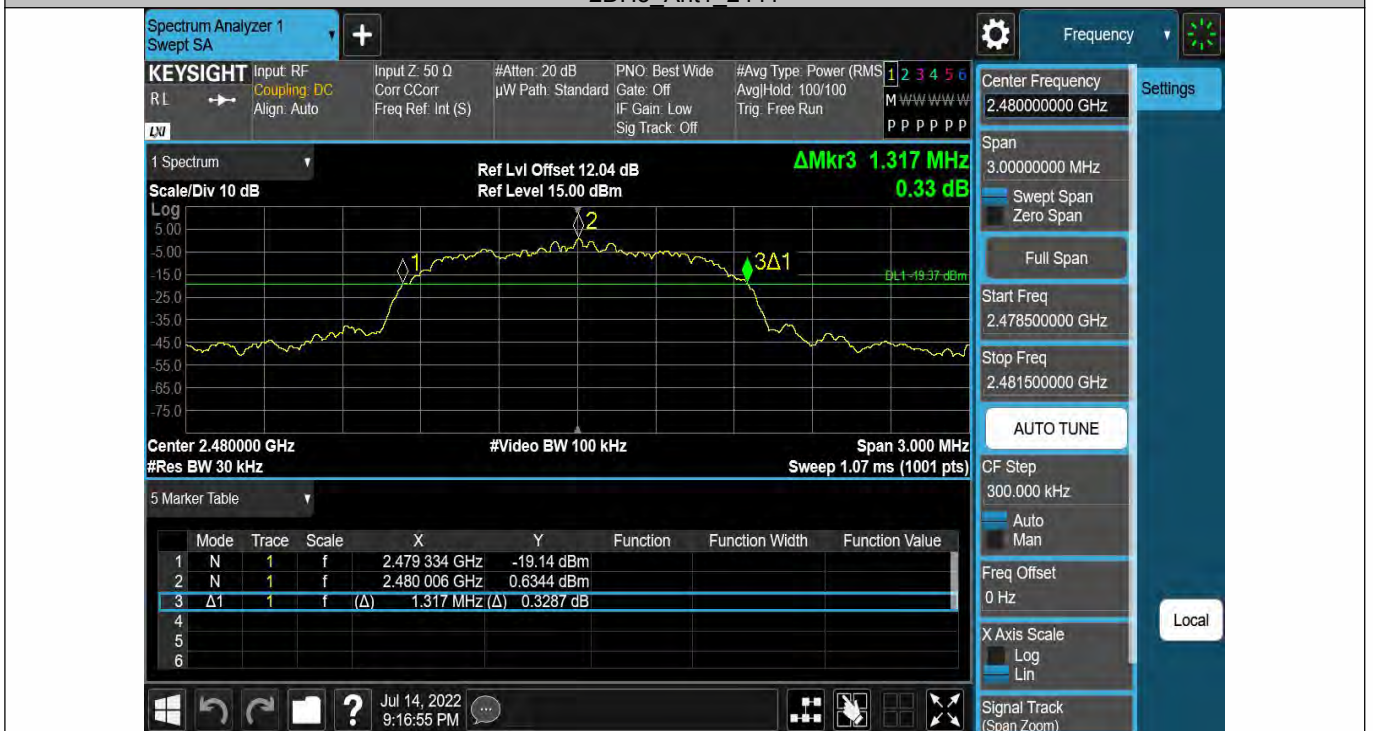 Spectrum Analyzer 1
Swept SA
Frequency
KEYSIGHT
R L
LXI
Input: RF
Coupling: DC
Align: Auto
Input Z: 50 Ω
Corr CCorr
Freq Ref: Int (S)
#Atten: 20 dB
µW Path: Standard
PNO: Best Wide
Gate: Off
IF Gain: Low
Sig Track: Off
#Avg Type: Power (RMS
Avg|Hold: 100/100
Trig: Free Run
1 2 3 4 5 6
M W W W W W
P P P P P P
Center Frequency
2.480000000 GHz
Settings
1 Spectrum
Ref Lvl Offset 12.04 dB
ΔMkr3 1.317 MHz
Scale/Div 10 dB
Ref Level 15.00 dBm
0.33 dB
Span
3.00000000 MHz
Swept Span
Zero Span
Full Span
Log
5.00
-5.00
-15.0
-25.0
-35.0
-45.0
-55.0
-65.0
-75.0
1
2
3Δ1
DL1 -19.37 dBm
Start Freq
2.478500000 GHz
Stop Freq
2.481500000 GHz
AUTO TUNE
Center 2.480000 GHz
#Video BW 100 kHz
Span 3.000 MHz
#Res BW 30 kHz
Sweep 1.07 ms (1001 pts)
CF Step
300.000 kHz
Auto
Man
5 Marker Table
Mode Trace Scale X Y Function Function Width Function Value
1 N 1 f 2.479 334 GHz -19.14 dBm
2 N 1 f 2.480 006 GHz 0.6344 dBm
3 Δ1 1 f (Δ) 1.317 MHz (Δ) 0.3287 dB
4
5
6
Freq Offset
0 Hz
Local
X Axis Scale
Log
Lin
Signal Track
(Span Zoom)
?
Jul 14, 2022
9:16:55 PM